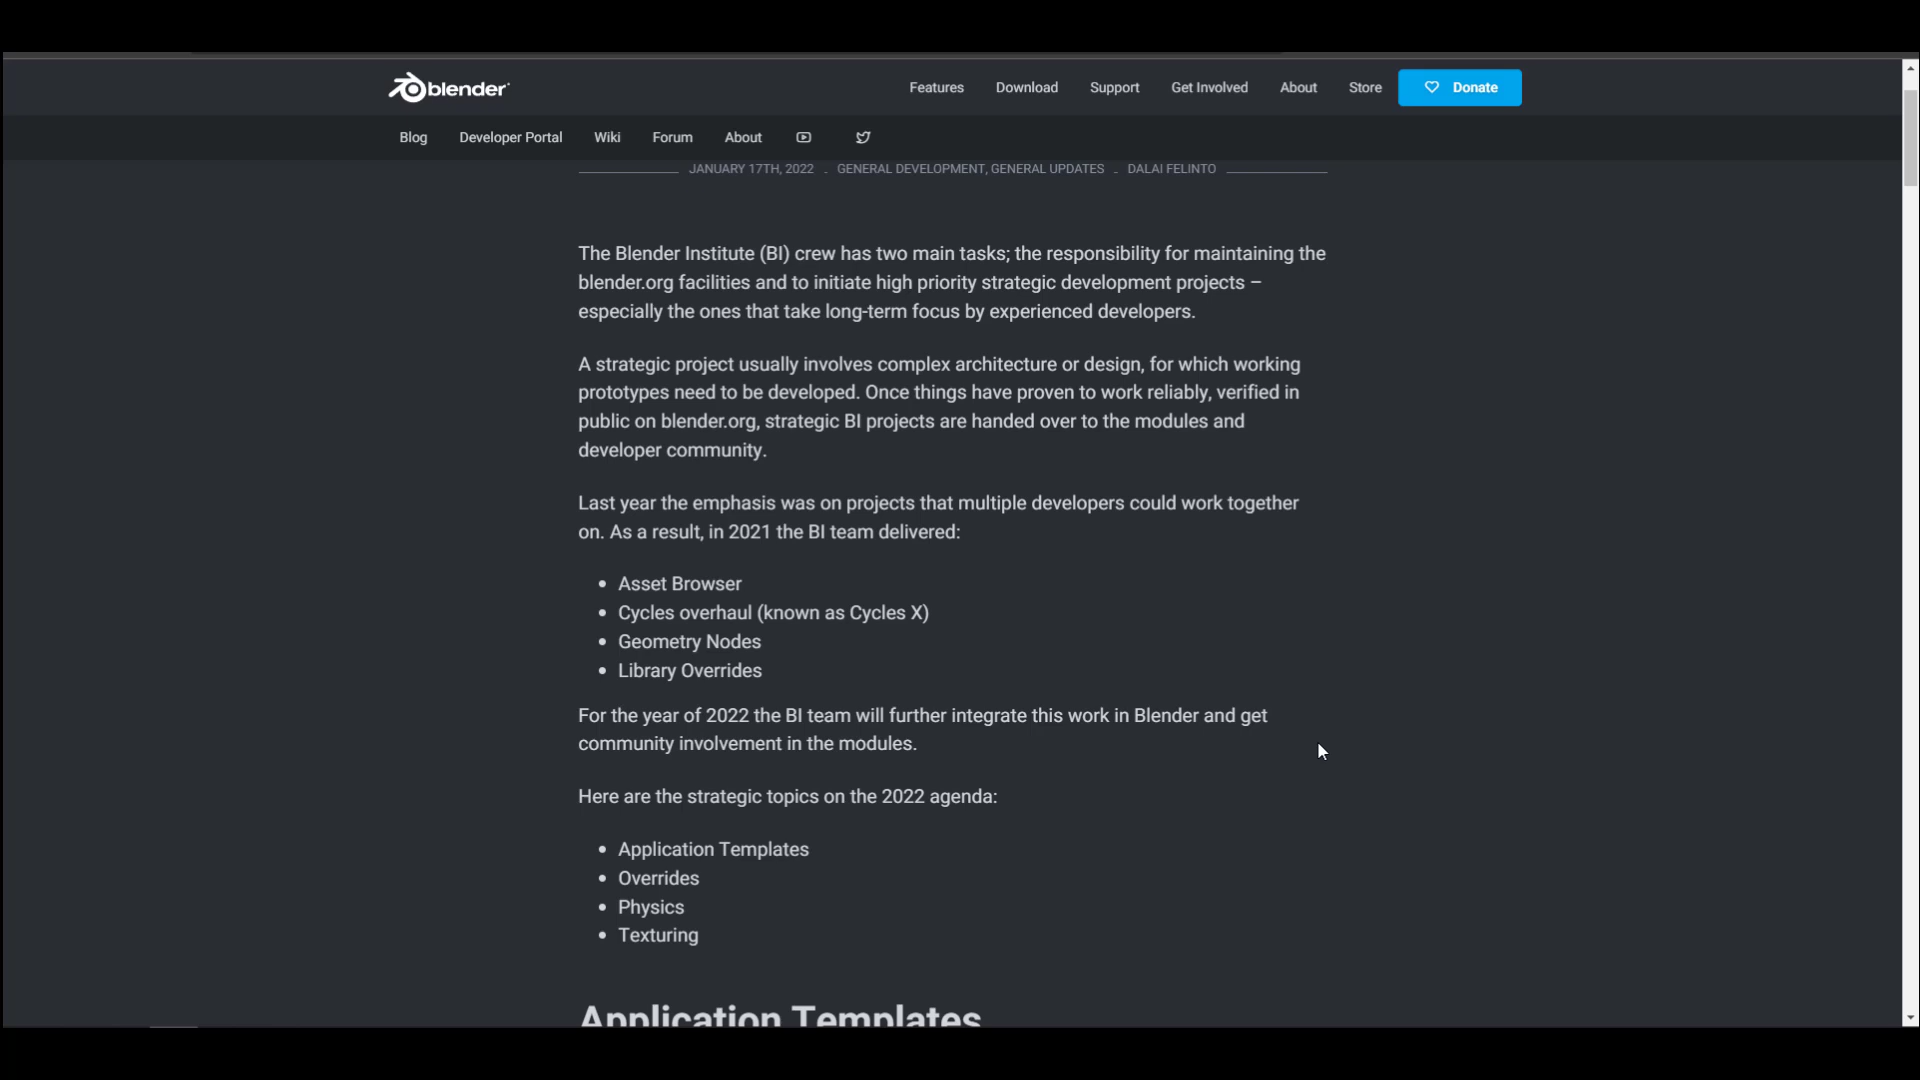 blender
Features Download Support Get Involved About Store Donate
Blog Developer Portal Wiki Forum About
JANUARY 17TH, 2022 GENERAL DEVELOPMENT, GENERAL UPDATES DALAI FELINTO
The Blender Institute (BI) crew has two main tasks; the responsibility for maintaining the
blender.org facilities and to initiate high priority strategic development projects –
especially the ones that take long-term focus by experienced developers.
A strategic project usually involves complex architecture or design, for which working
prototypes need to be developed. Once things have proven to work reliably, verified in
public on blender.org, strategic BI projects are handed over to the modules and
developer community.
Last year the emphasis was on projects that multiple developers could work together
on. As a result, in 2021 the BI team delivered:
• Asset Browser
• Cycles overhaul (known as Cycles X)
• Geometry Nodes
• Library Overrides
For the year of 2022 the BI team will further integrate this work in Blender and get
community involvement in the modules.
Here are the strategic topics on the 2022 agenda:
• Application Templates
• Overrides
• Physics
• Texturing
Application Templates